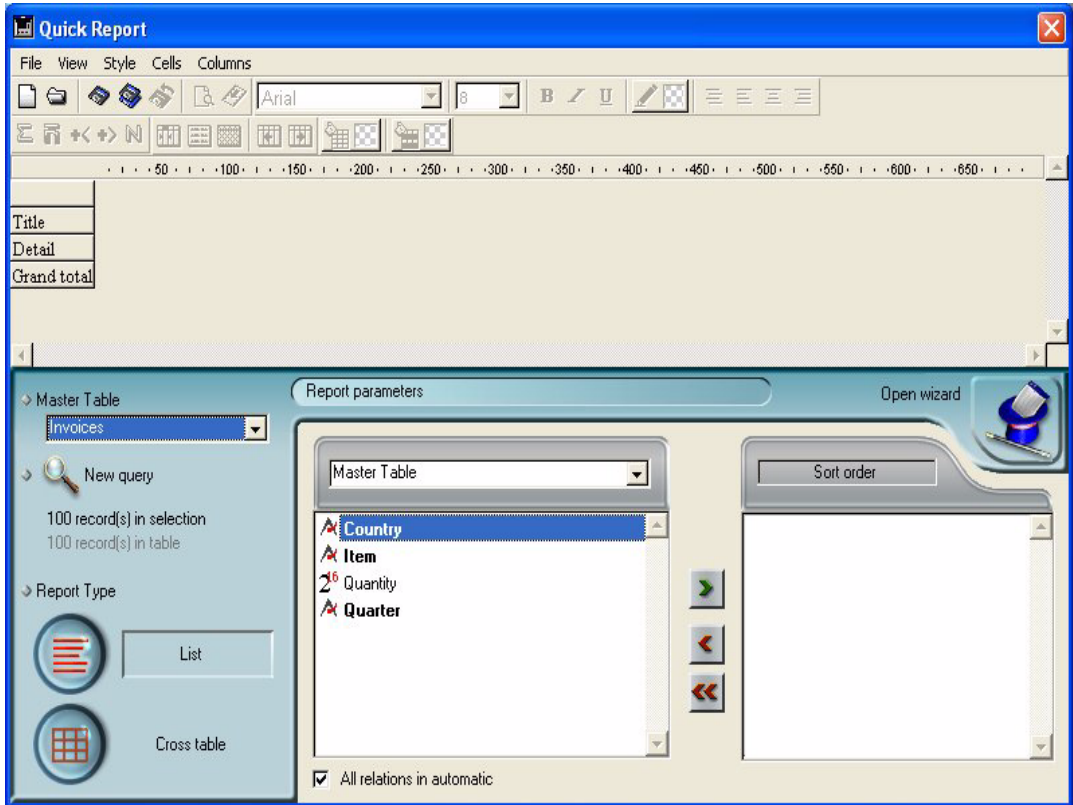 Quick Report
File View Style Cells Columns
Arial 8 B I U
Σ N
50 100 150 200 250 300 350 400 450 500 550 600 650
Title
Detail
Grand total
Master Table
Invoices
New query
100 record(s) in selection
100 record(s) in table
Report Type
List
Cross table
Report parameters
Open wizard
Master Table
Sort order
Country
Item
2^16 Quantity
Quarter
All relations in automatic